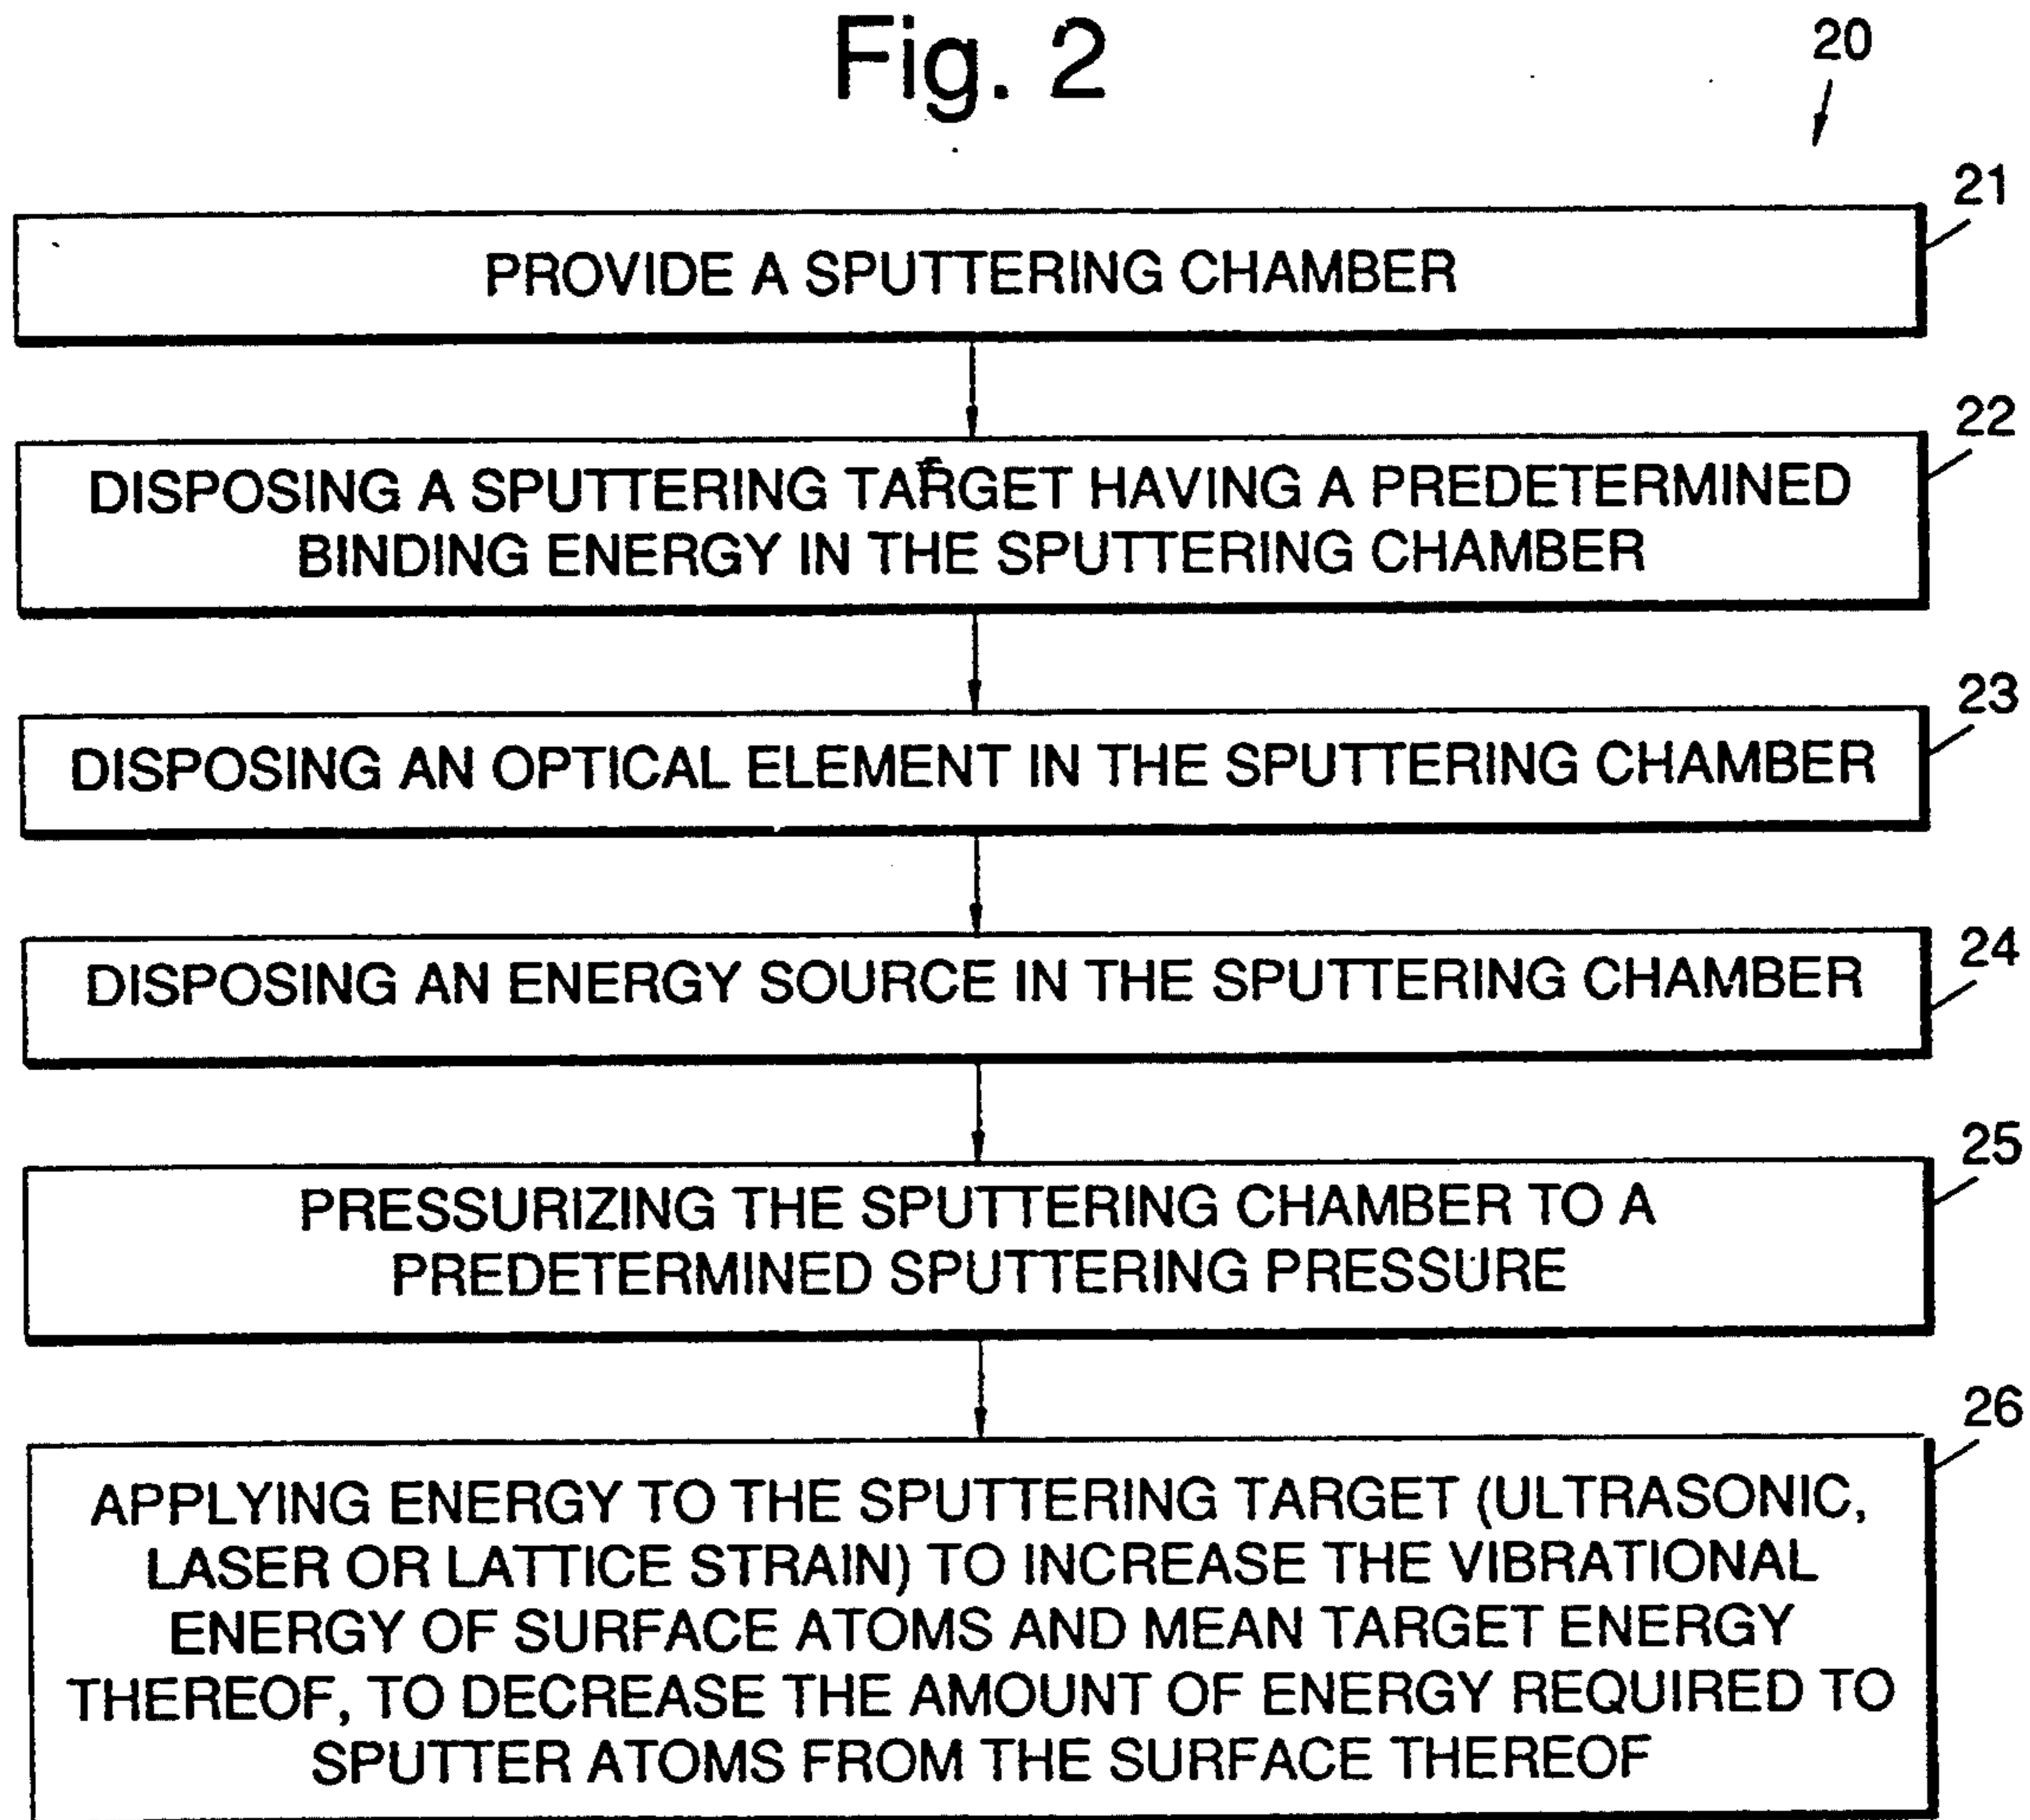 Fig. 2
20
21
PROVIDE A SPUTTERING CHAMBER
22
DISPOSING A SPUTTERING TARGET HAVING A PREDETERMINED
BINDING ENERGY IN THE SPUTTERING CHAMBER
23
DISPOSING AN OPTICAL ELEMENT IN THE SPUTTERING CHAMBER
24
DISPOSING AN ENERGY SOURCE IN THE SPUTTERING CHAMBER
25
PRESSURIZING THE SPUTTERING CHAMBER TO A
PREDETERMINED SPUTTERING PRESSURE
26
APPLYING ENERGY TO THE SPUTTERING TARGET (ULTRASONIC,
LASER OR LATTICE STRAIN) TO INCREASE THE VIBRATIONAL
ENERGY OF SURFACE ATOMS AND MEAN TARGET ENERGY
THEREOF, TO DECREASE THE AMOUNT OF ENERGY REQUIRED TO
SPUTTER ATOMS FROM THE SURFACE THEREOF